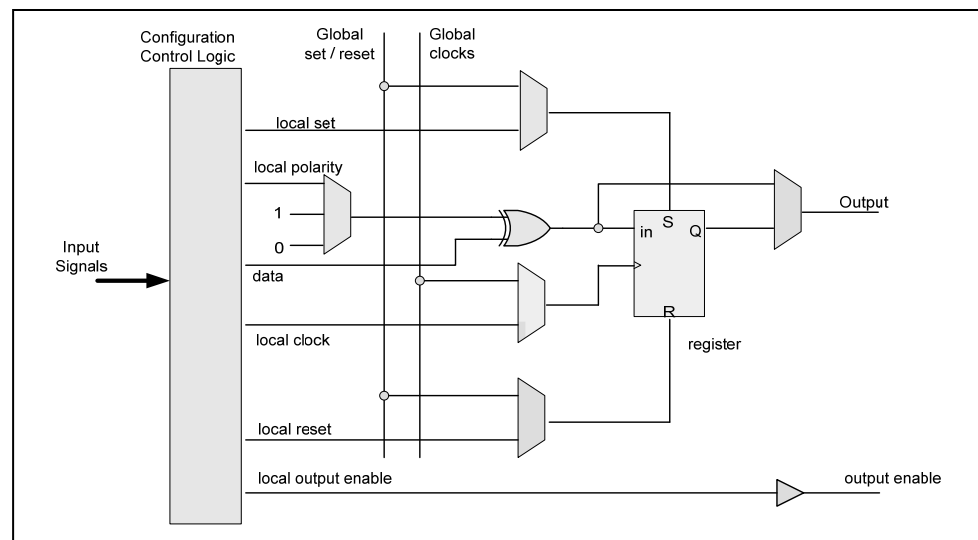 Configuration
Control Logic
Global
set / reset
Global
clocks
local set
local polarity
1
0
data
Input
Signals
local clock
local reset
local output enable
in
S
Q
R
register
Output
output enable